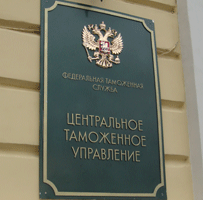 ФЕДЕРАЛЬНАЯ ТАМОЖЕННАЯ
СЛУЖБА
ЦЕНТРАЛЬНОЕ
ТАМОЖЕННОЕ
УПРАВЛЕНИЕ